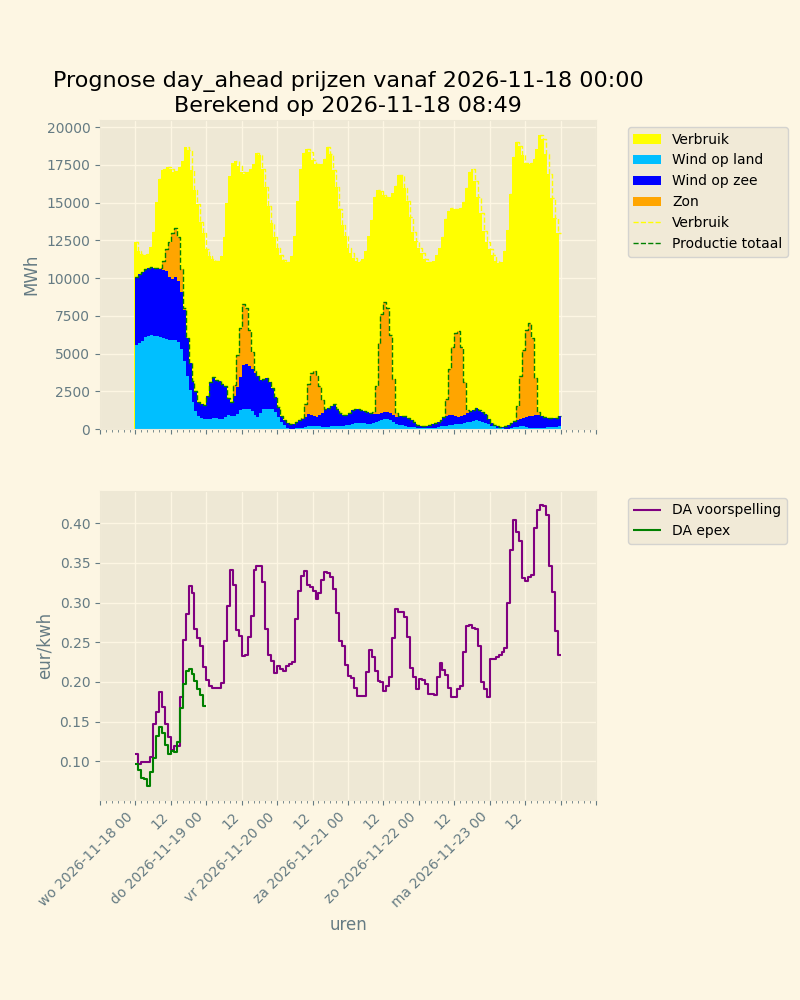 Prognose day_ahead prijzen vanaf 2026-11-18 00:00
Berekend op 2026-11-18 08:49
20000
17500
15000
12500
10000
7500
5000
2500
0
MWh
Verbruik
Wind op land
Wind op zee
Zon
Verbruik
Productie totaal
0.40
0.35
0.30
0.25
0.20
0.15
0.10
eur/kwh
DA voorspelling
DA epex
wo 2026-11-18 00
12
do 2026-11-19 00
12
vr 2026-11-20 00
12
za 2026-11-21 00
12
zo 2026-11-22 00
12
ma 2026-11-23 00
12
uren